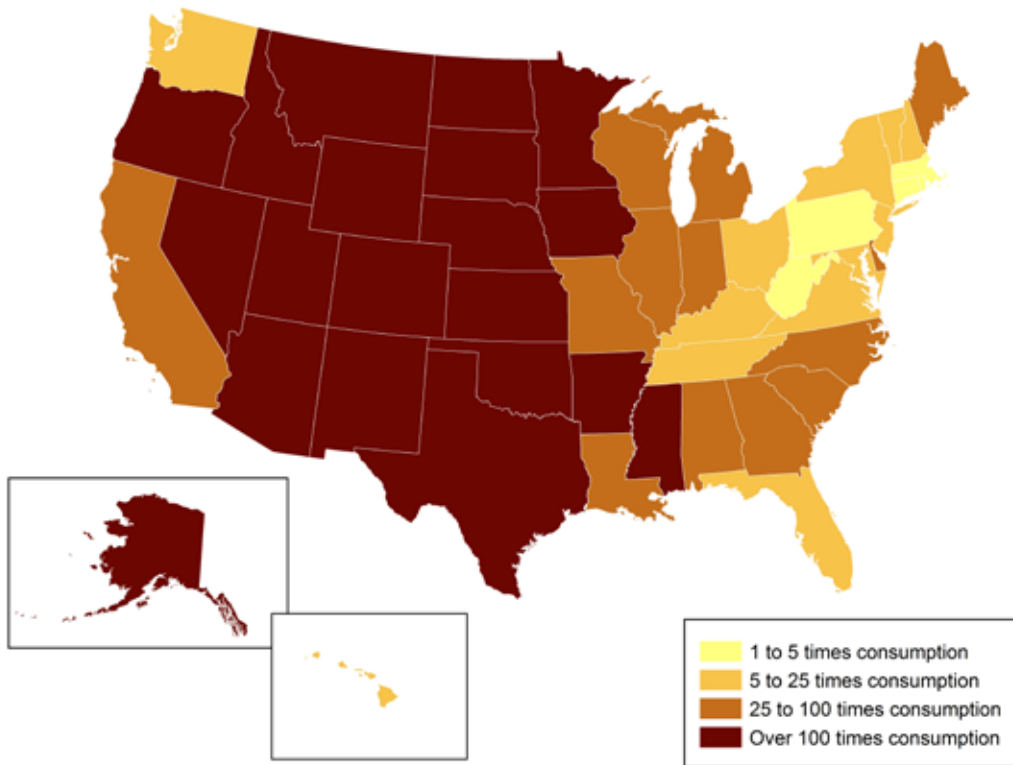 1 to 5 times consumption
5 to 25 times consumption
25 to 100 times consumption
Over 100 times consumption